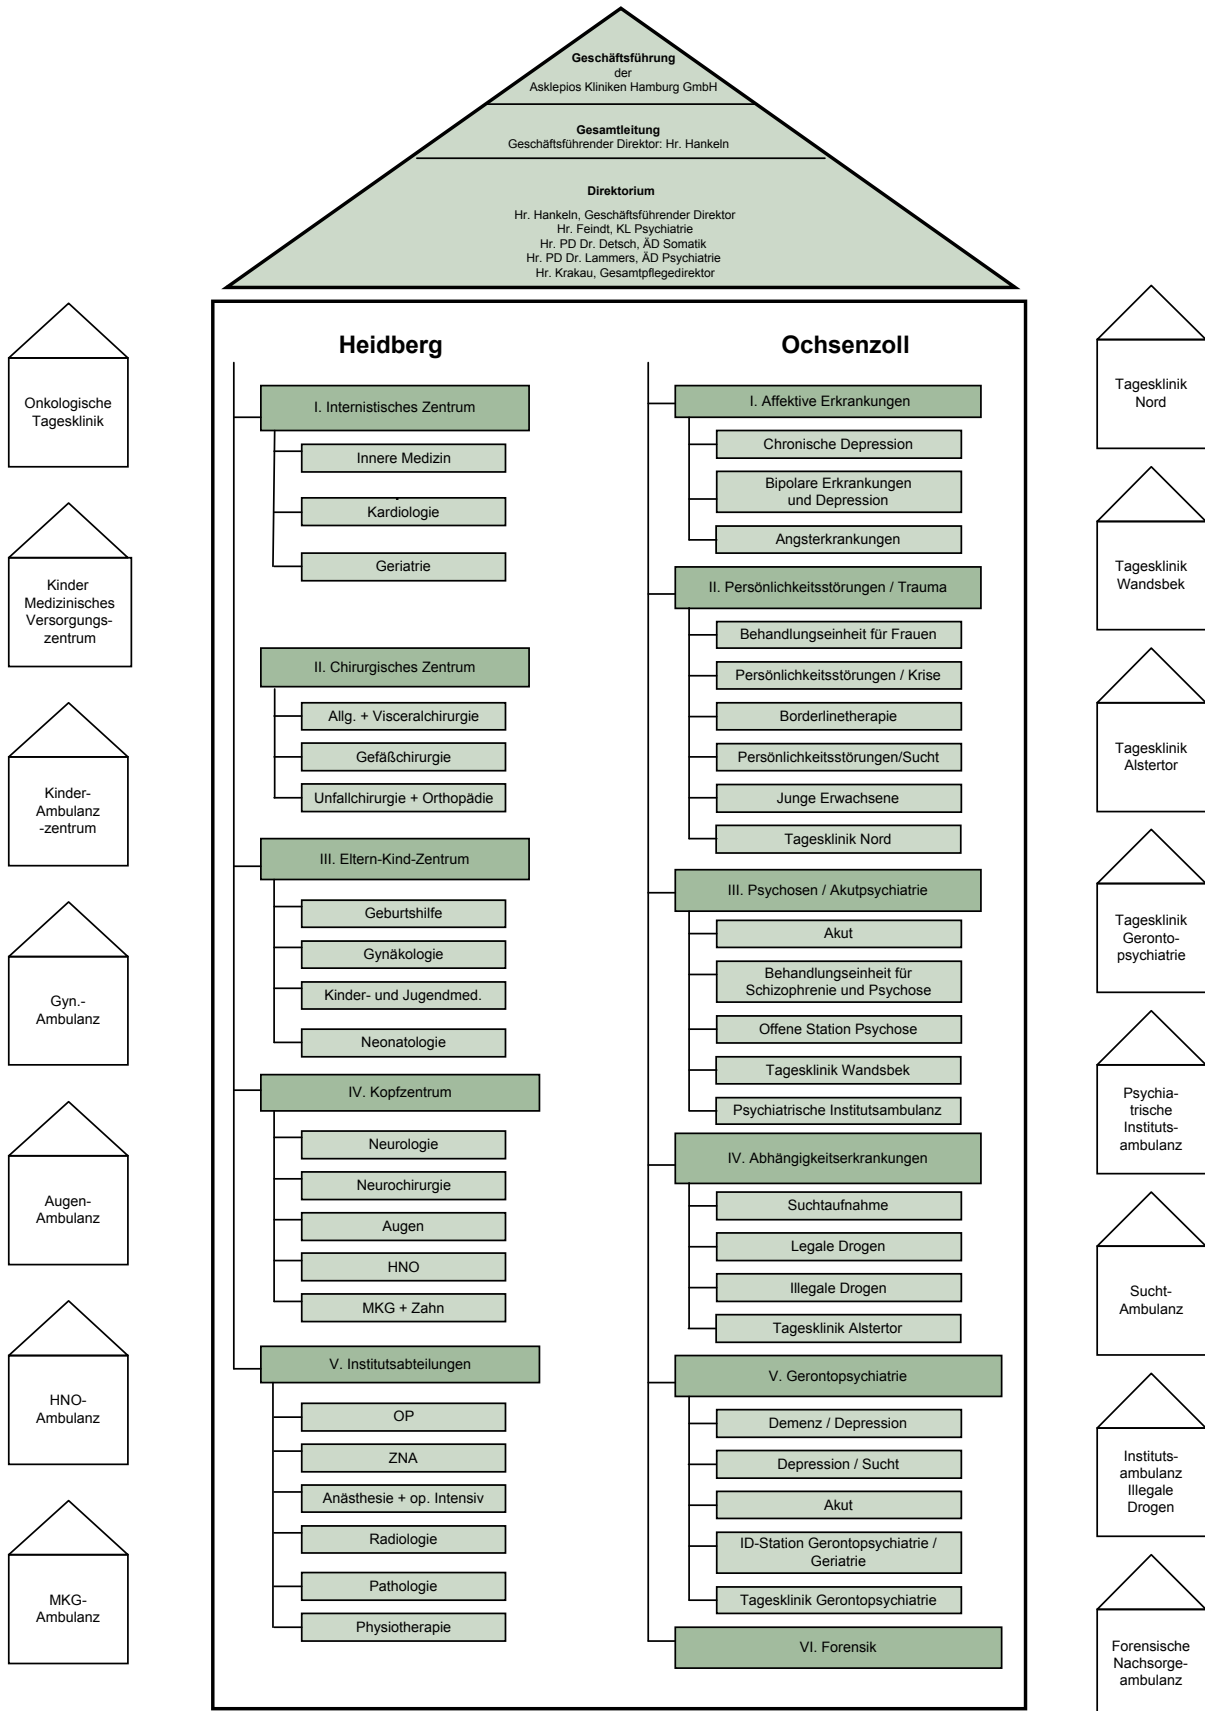 Geschäftsführung
der
Asklepios Kliniken Hamburg GmbH
Gesamtleitung
Geschäftsführender Direktor: Hr. Hankeln
Direktorium
Hr. Hankeln, Geschäftsführender Direktor
Hr. Feindt, KL Psychiatrie
Hr. PD Dr. Detsch, ÄD Somatik
Hr. PD Dr. Lammers, ÄD Psychiatrie
Hr. Krakau, Gesamtpflegedirektor
Onkologische
Tagesklinik
Kinder
Medizinisches
Versorgungs-
zentrum
Kinder-
Ambulanz
-zentrum
Gyn.-
Ambulanz
Augen-
Ambulanz
HNO-
Ambulanz
MKG-
Ambulanz
Heidberg
I. Internistisches Zentrum
Innere Medizin
Kardiologie
Geriatrie
II. Chirurgisches Zentrum
Allg. + Visceralchirurgie
Gefäßchirurgie
Unfallchirurgie + Orthopädie
III. Eltern-Kind-Zentrum
Geburtshilfe
Gynäkologie
Kinder- und Jugendmed.
Neonatologie
IV. Kopfzentrum
Neurologie
Neurochirurgie
Augen
HNO
MKG + Zahn
V. Institutsabteilungen
OP
ZNA
Anästhesie + op. Intensiv
Radiologie
Pathologie
Physiotherapie
Ochsenzoll
I. Affektive Erkrankungen
Chronische Depression
Bipolare Erkrankungen
und Depression
Angsterkrankungen
II. Persönlichkeitsstörungen / Trauma
Behandlungseinheit für Frauen
Persönlichkeitsstörungen / Krise
Borderlinetherapie
Persönlichkeitsstörungen/Sucht
Junge Erwachsene
Tagesklinik Nord
III. Psychosen / Akutpsychiatrie
Akut
Behandlungseinheit für
Schizophrenie und Psychose
Offene Station Psychose
Tagesklinik Wandsbek
Psychiatrische Institutsambulanz
IV. Abhängigkeitserkrankungen
Suchtaufnahme
Legale Drogen
Illegale Drogen
Tagesklinik Alstertor
V. Gerontopsychiatrie
Demenz / Depression
Depression / Sucht
Akut
ID-Station Gerontopsychiatrie /
Geriatrie
Tagesklinik Gerontopsychiatrie
VI. Forensik
Tagesklinik
Nord
Tagesklinik
Wandsbek
Tagesklinik
Alstertor
Tagesklinik
Geronto-
psychiatrie
Psychia-
trische
Instituts-
ambulanz
Sucht-
Ambulanz
Instituts-
ambulanz
Illegale
Drogen
Forensische
Nachsorge-
ambulanz